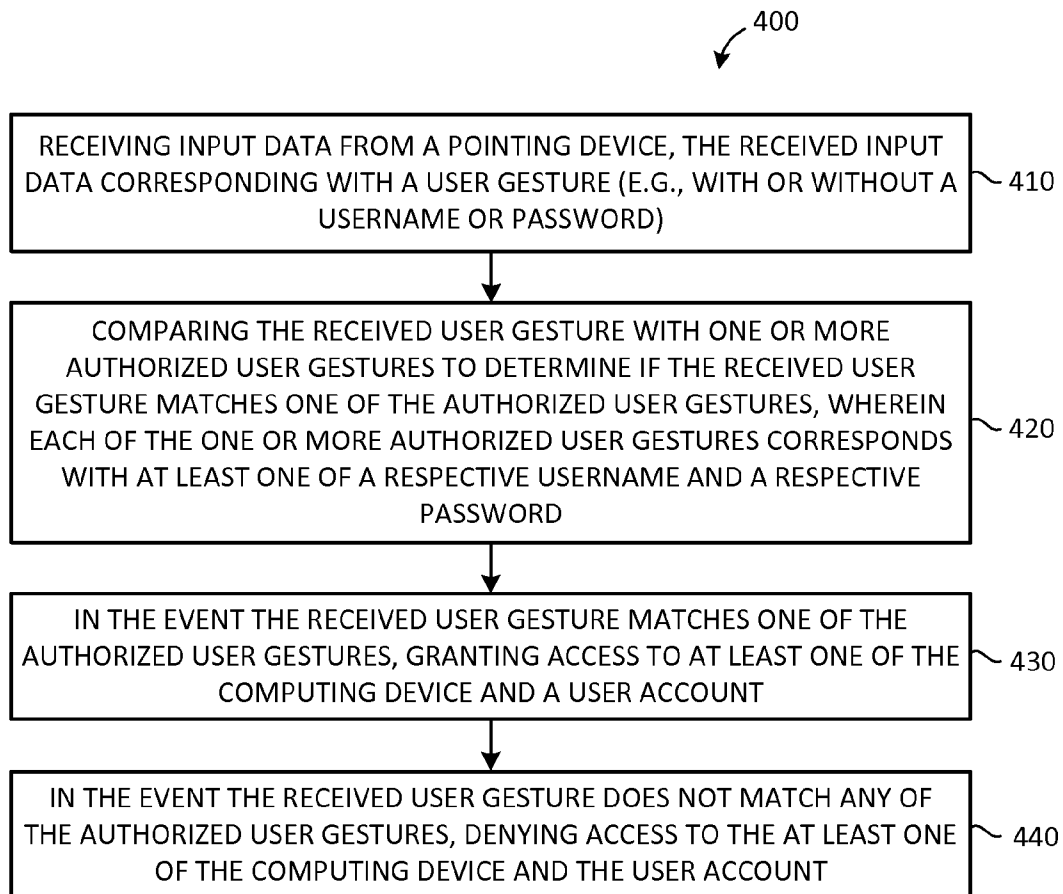 400
RECEIVING INPUT DATA FROM A POINTING DEVICE, THE RECEIVED INPUT
DATA CORRESPONDING WITH A USER GESTURE (E.G., WITH OR WITHOUT A
USERNAME OR PASSWORD)
410
COMPARING THE RECEIVED USER GESTURE WITH ONE OR MORE
AUTHORIZED USER GESTURES TO DETERMINE IF THE RECEIVED USER
GESTURE MATCHES ONE OF THE AUTHORIZED USER GESTURES, WHEREIN
EACH OF THE ONE OR MORE AUTHORIZED USER GESTURES CORRESPONDS
WITH AT LEAST ONE OF A RESPECTIVE USERNAME AND A RESPECTIVE
PASSWORD
420
IN THE EVENT THE RECEIVED USER GESTURE MATCHES ONE OF THE
AUTHORIZED USER GESTURES, GRANTING ACCESS TO AT LEAST ONE OF THE
COMPUTING DEVICE AND A USER ACCOUNT
430
IN THE EVENT THE RECEIVED USER GESTURE DOES NOT MATCH ANY OF
THE AUTHORIZED USER GESTURES, DENYING ACCESS TO THE AT LEAST ONE
OF THE COMPUTING DEVICE AND THE USER ACCOUNT
440